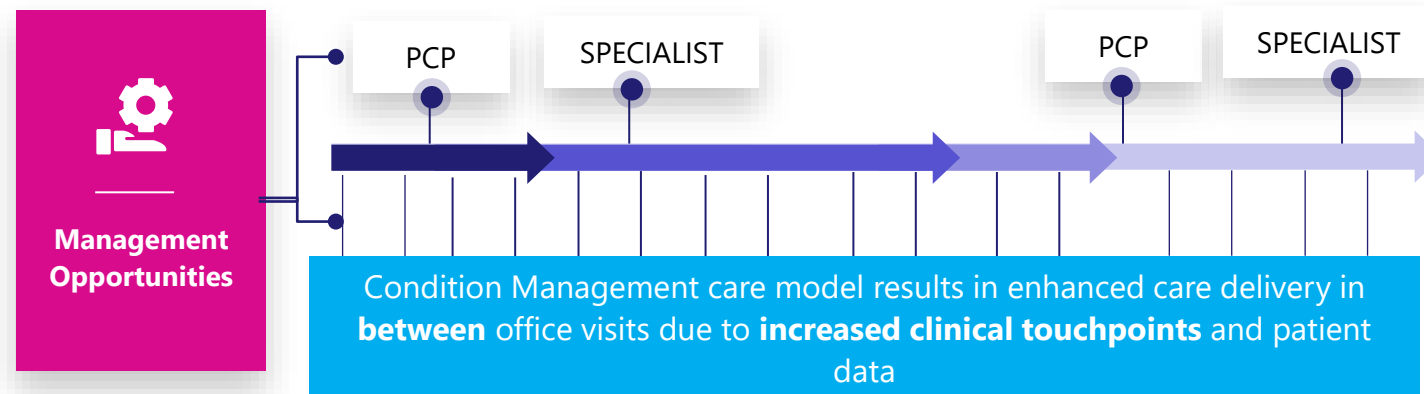 PCP
SPECIALIST
PCP
SPECIALIST
Management
Opportunities
Condition Management care model results in enhanced care delivery in
between office visits due to increased clinical touchpoints and patient
data